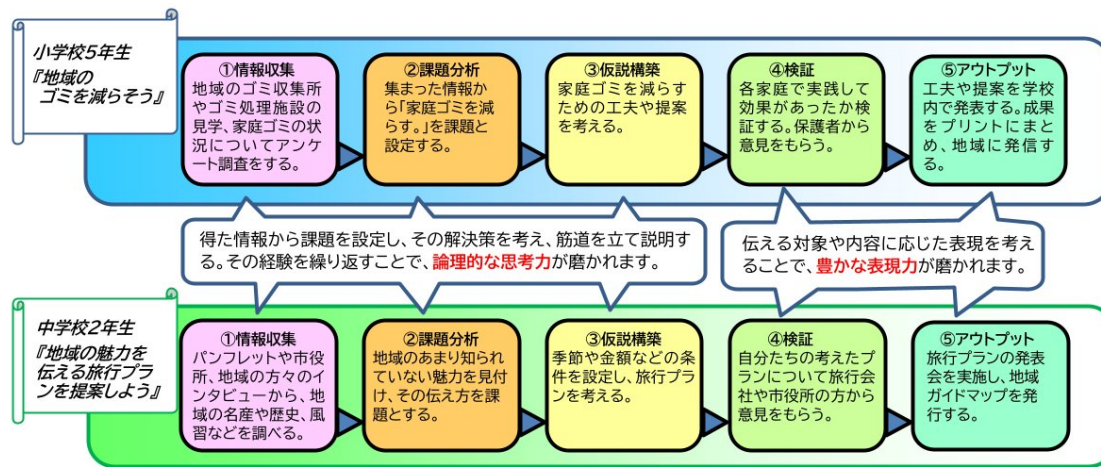 小学校5年生
『地域の
ゴミを減らそう』
①情報収集
地域のゴミ収集所
やゴミ処理施設の
見学、家庭ゴミの状
況についてアンケ
ート調査をする。
②課題分析
集まった情報か
ら「家庭ゴミを減
らす。」を課題と
設定する。
③仮説構築
家庭ゴミを減らす
ための工夫や提案
を考える。
④検証
各家庭で実践して
効果があったか検
証する。保護者から
意見をもらう。
⑤アウトプット
工夫や提案を学校
内で発表する。成果
をプリントにまと
め、地域に発信す
る。
得た情報から課題を設定し、その解決策を考え、筋道を立て説明す
る。その経験を繰り返すことで、論理的な思考力が磨かれます。
伝える対象や内容に応じた表現を考え
ることで、豊かな表現力が磨かれます。
中学校2年生
『地域の魅力を
伝える旅行プラ
ンを提案しよう』
①情報収集
パンフレットや市役
所、地域の方々のイ
ンタビューから、地
域の名産や歴史、風
習などを調べる。
②課題分析
地域のあまり知られ
ていない魅力を見付
け、その伝え方を課
題とする。
③仮説構築
季節や金額などの条
件を設定し、旅行プラ
ンを考える。
④検証
自分たちの考えたプ
ランについて旅行会
社や市役所の方から
意見をもらう。
⑤アウトプット
旅行プランの発表
会を実施し、地域
ガイドマップを発
行する。